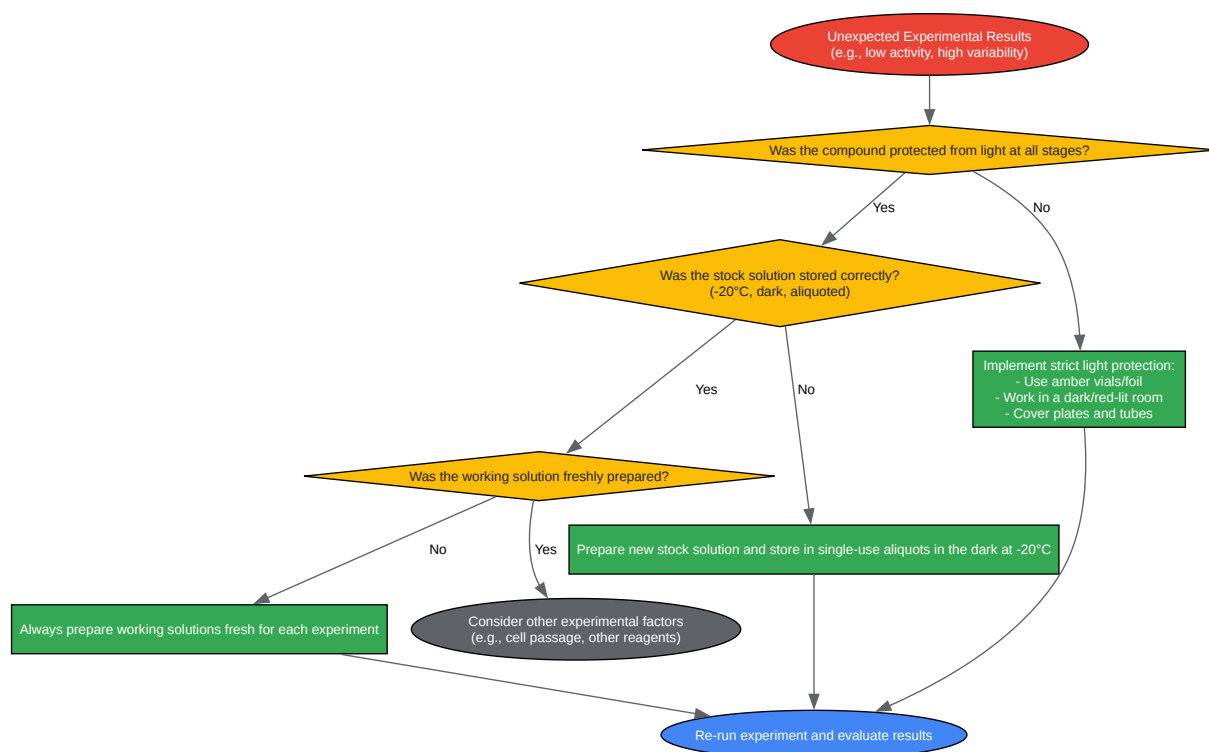 Unexpected Experimental Results
(e.g., low activity, high variability)
Was the compound protected from light at all stages?
Yes
No
Was the stock solution stored correctly?
(-20°C, dark, aliquoted)
Implement strict light protection:
- Use amber vials/foil
- Work in a dark/red-lit room
- Cover plates and tubes
Yes
No
Was the working solution freshly prepared?
No
Yes
Prepare new stock solution and store in single-use aliquots in the dark at -20°C
Always prepare working solutions fresh for each experiment
Consider other experimental factors
(e.g., cell passage, other reagents)
Re-run experiment and evaluate results